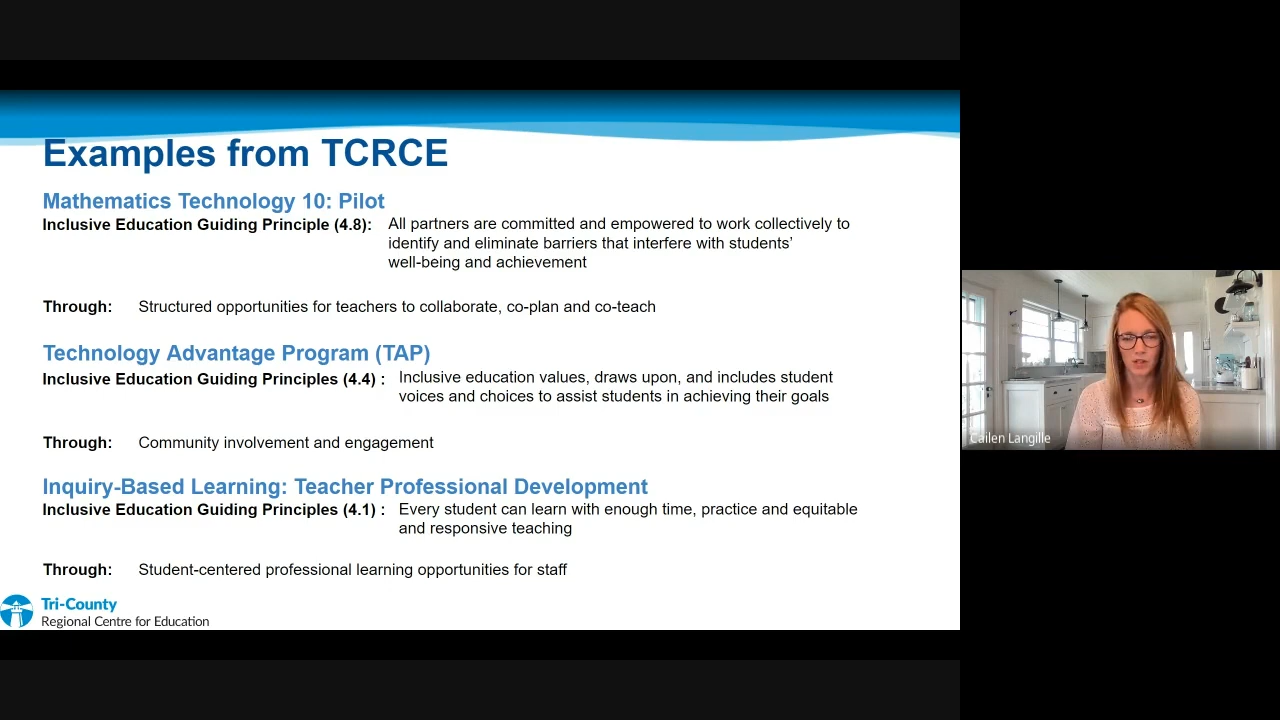 Examples from TCRCE
Mathematics Technology 10: Pilot
Inclusive Education Guiding Principle (4.8): All partners are committed and empowered to work collectively to
identify and eliminate barriers that interfere with students’
well-being and achievement
Through: Structured opportunities for teachers to collaborate, co-plan and co-teach
Technology Advantage Program (TAP)
Inclusive Education Guiding Principles (4.4) : Inclusive education values, draws upon, and includes student
voices and choices to assist students in achieving their goals
Through: Community involvement and engagement
Inquiry-Based Learning: Teacher Professional Development
Inclusive Education Guiding Principles (4.1) : Every student can learn with enough time, practice and equitable
and responsive teaching
Through: Student-centered professional learning opportunities for staff
Tri-County
Regional Centre for Education
Cailen Langille